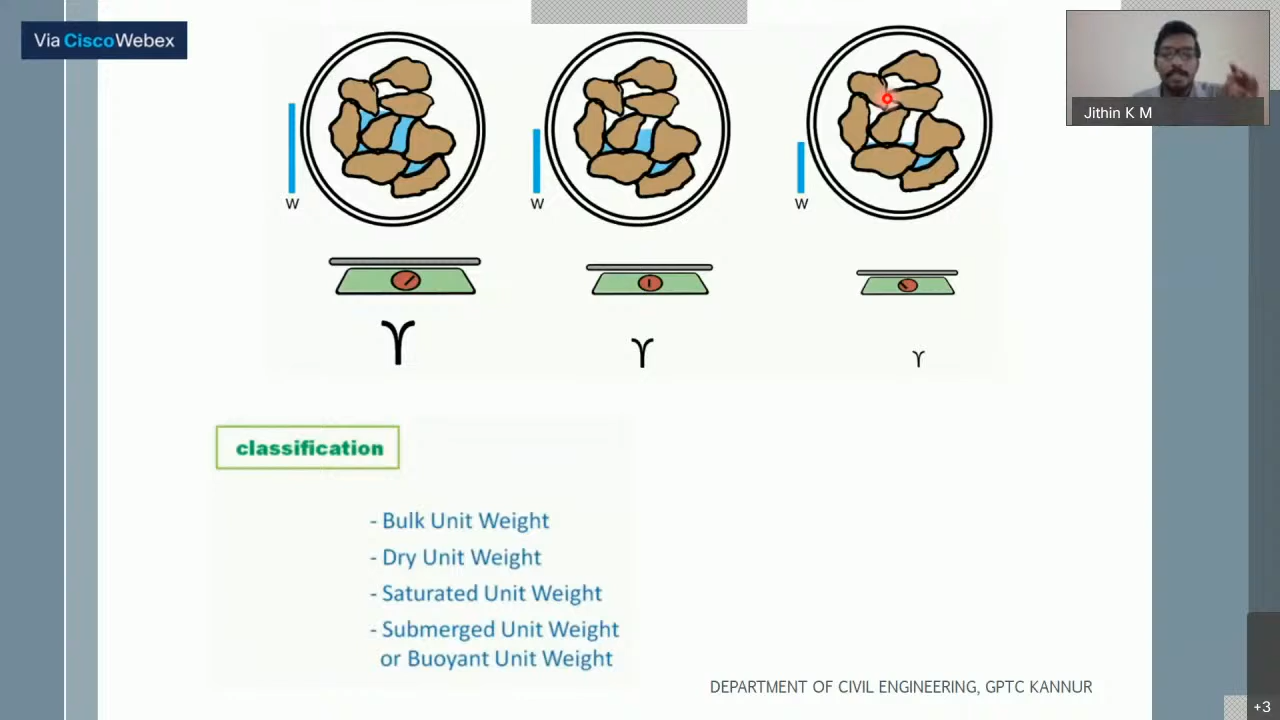 Via CiscoWebex
Jithin K M
W
W
W
γ
γ
γ
classification
- Bulk Unit Weight
- Dry Unit Weight
- Saturated Unit Weight
- Submerged Unit Weight
or Buoyant Unit Weight
DEPARTMENT OF CIVIL ENGINEERING, GPTC KANNUR
+3